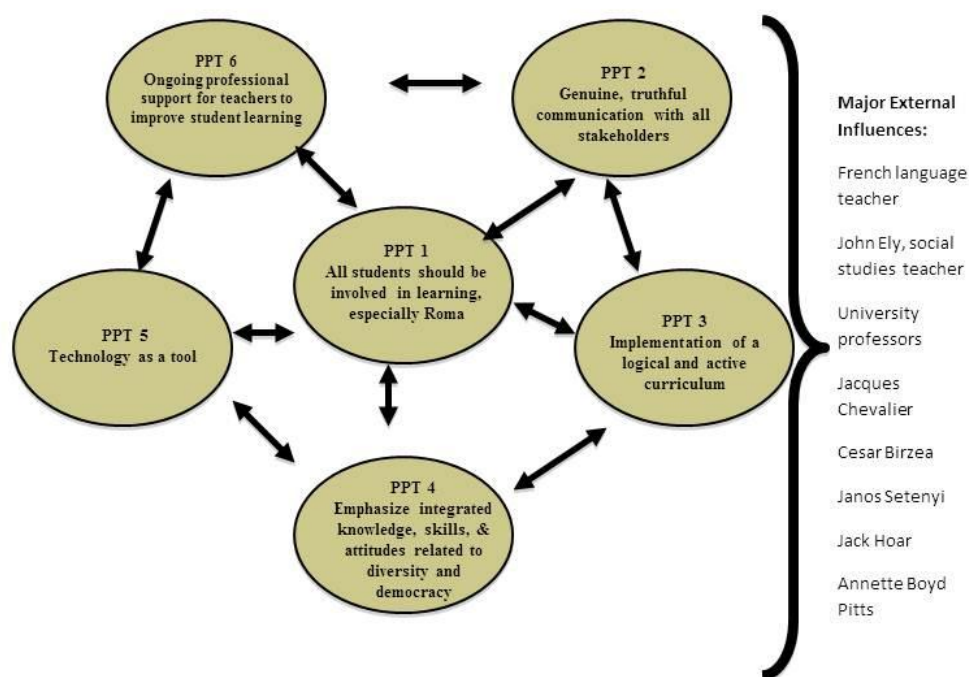 PPT 6
Ongoing professional
support for teachers to
improve student learning
PPT 2
Genuine, truthful
communication with all
stakeholders
PPT 1
All students should be
involved in learning,
especially Roma
PPT 5
Technology as a tool
PPT 3
Implementation of a
logical and active
curriculum
PPT 4
Emphasize integrated
knowledge, skills, &
attitudes related to
diversity and
democracy
Major External
Influences:
French language
teacher
John Ely, social
studies teacher
University
professors
Jacques
Chevalier
Cesar Birzea
Janos Setenyi
Jack Hoar
Annette Boyd
Pitts